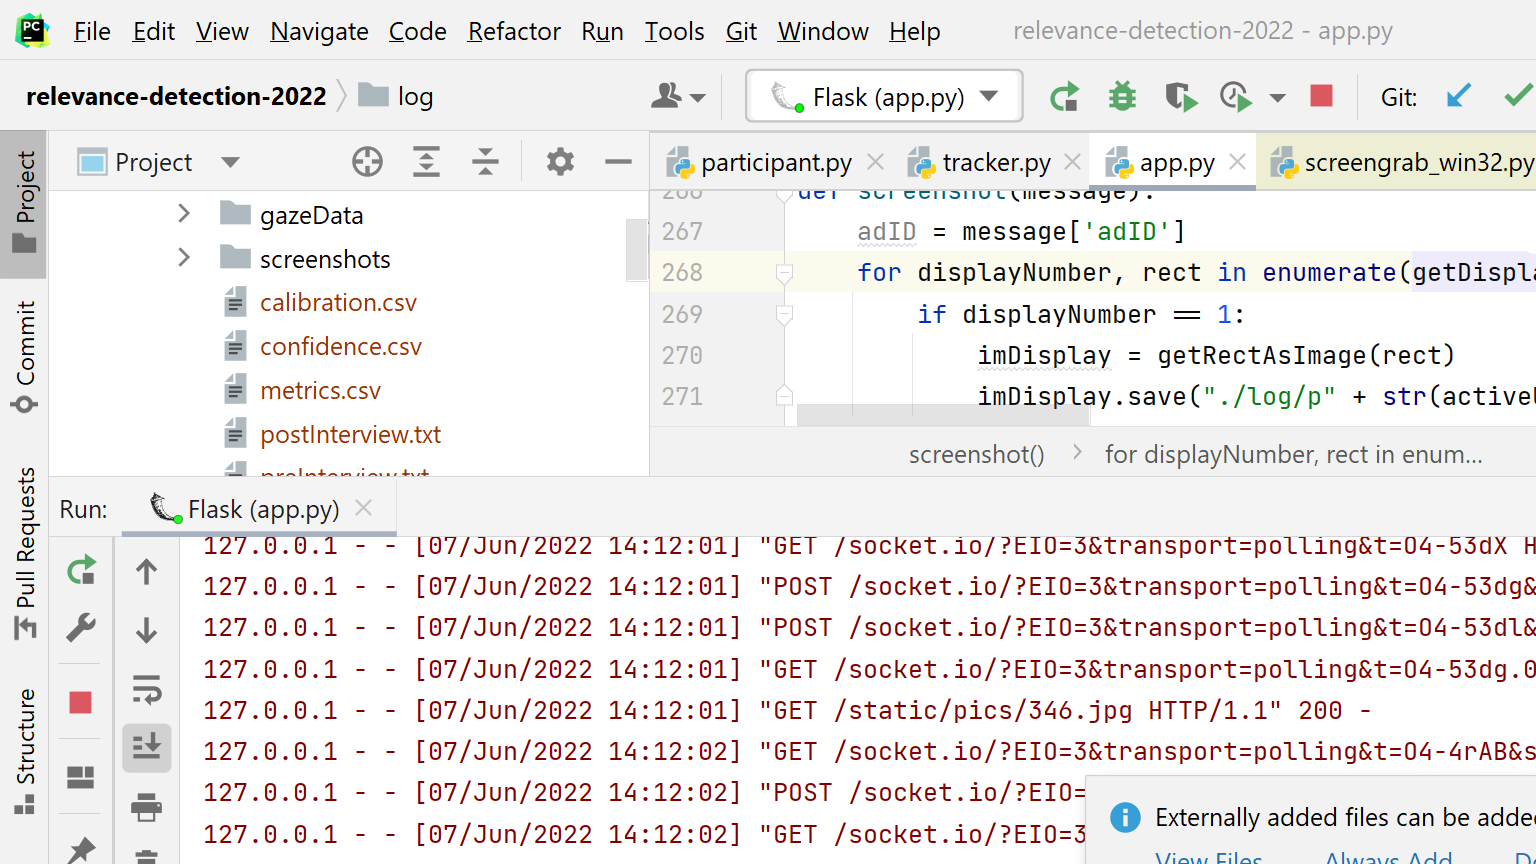 PC
File Edit View Navigate Code Refactor Run Tools Git Window Help relevance-detection-2022 - app.py
relevance-detection-2022 log Flask (app.py) Git:
Project
Commit
Pull Requests
Structure
Project
gazeData
screenshots
calibration.csv
confidence.csv
metrics.csv
postInterview.txt
preInterview.txt
participant.py tracker.py app.py screengrab_win32.py
266 def screenshot(message):
267 adID = message['adID']
268 for displayNumber, rect in enumerate(getDispla
269 if displayNumber == 1:
270 imDisplay = getRectAsImage(rect)
271 imDisplay.save("./log/p" + str(activeU
screenshot() for displayNumber, rect in enum...
Run: Flask (app.py)
127.0.0.1 - - [07/Jun/2022 14:12:01] "GET /socket.io/?EIO=3&transport=polling&t=O4-53dX H
127.0.0.1 - - [07/Jun/2022 14:12:01] "POST /socket.io/?EIO=3&transport=polling&t=O4-53dg&
127.0.0.1 - - [07/Jun/2022 14:12:01] "POST /socket.io/?EIO=3&transport=polling&t=O4-53dl&
127.0.0.1 - - [07/Jun/2022 14:12:01] "GET /socket.io/?EIO=3&transport=polling&t=O4-53dg.0
127.0.0.1 - - [07/Jun/2022 14:12:01] "GET /static/pics/346.jpg HTTP/1.1" 200 -
127.0.0.1 - - [07/Jun/2022 14:12:02] "GET /socket.io/?EIO=3&transport=polling&t=O4-4rAB&s
127.0.0.1 - - [07/Jun/2022 14:12:02] "POST /socket.io/?EIO=
127.0.0.1 - - [07/Jun/2022 14:12:02] "GET /socket.io/?EIO=3
Externally added files can be added
View Files Always Add